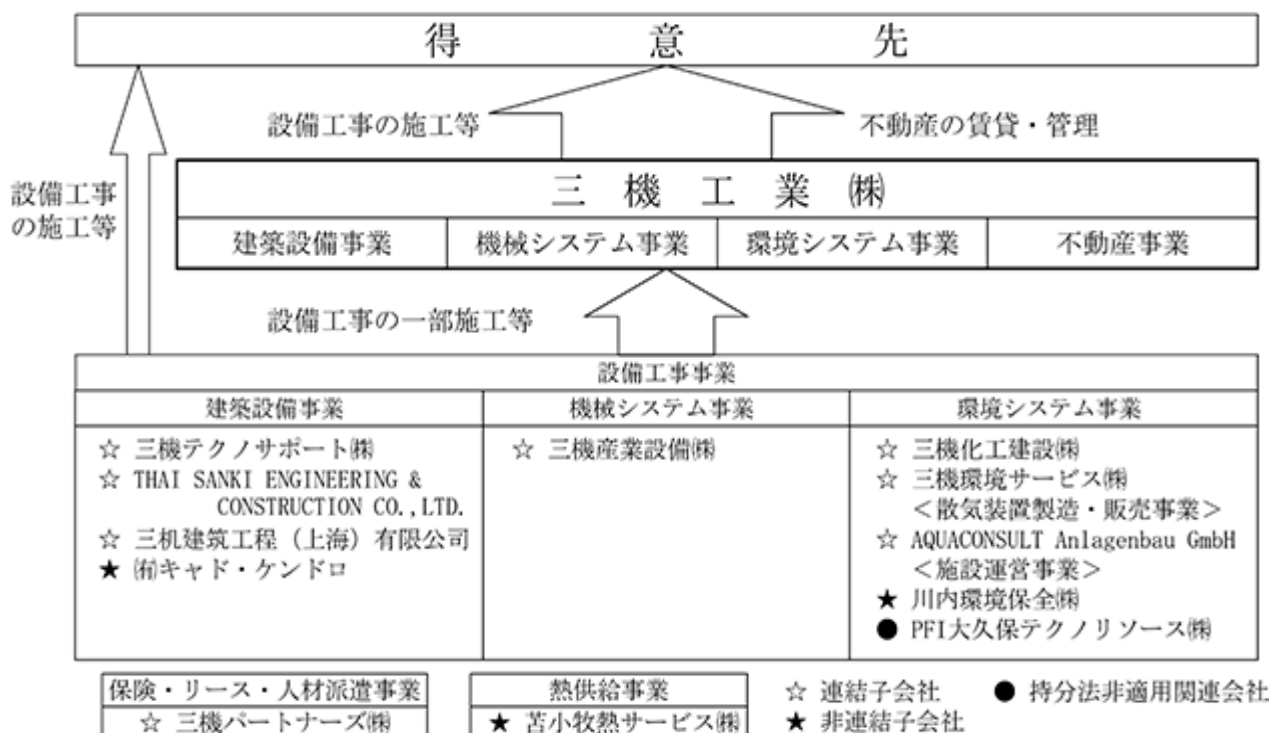 得意先
設備工事の施工等
不動産の賃貸・管理
設備工事
の施工等
三機工業㈱
建築設備事業 機械システム事業 環境システム事業 不動産事業
設備工事の一部施工等
設備工事事業
建築設備事業 機械システム事業 環境システム事業
☆ 三機テクノサポート㈱
☆ THAI SANKI ENGINEERING &
CONSTRUCTION CO.,LTD.
☆ 三机建筑工程（上海）有限公司
★ ㈲キャド・ケンドロ
☆ 三機産業設備㈱
☆ 三機化工建設㈱
☆ 三機環境サービス㈱
＜散気装置製造・販売事業＞
☆ AQUACONSULT Anlagenbau GmbH
＜施設運営事業＞
★ 川内環境保全㈱
● PFI大久保テクノリソース㈱
保険・リース・人材派遣事業
☆ 三機パートナーズ㈱
熱供給事業
★ 苫小牧熱サービス㈱
☆ 連結子会社 ● 持分法非適用関連会社
★ 非連結子会社